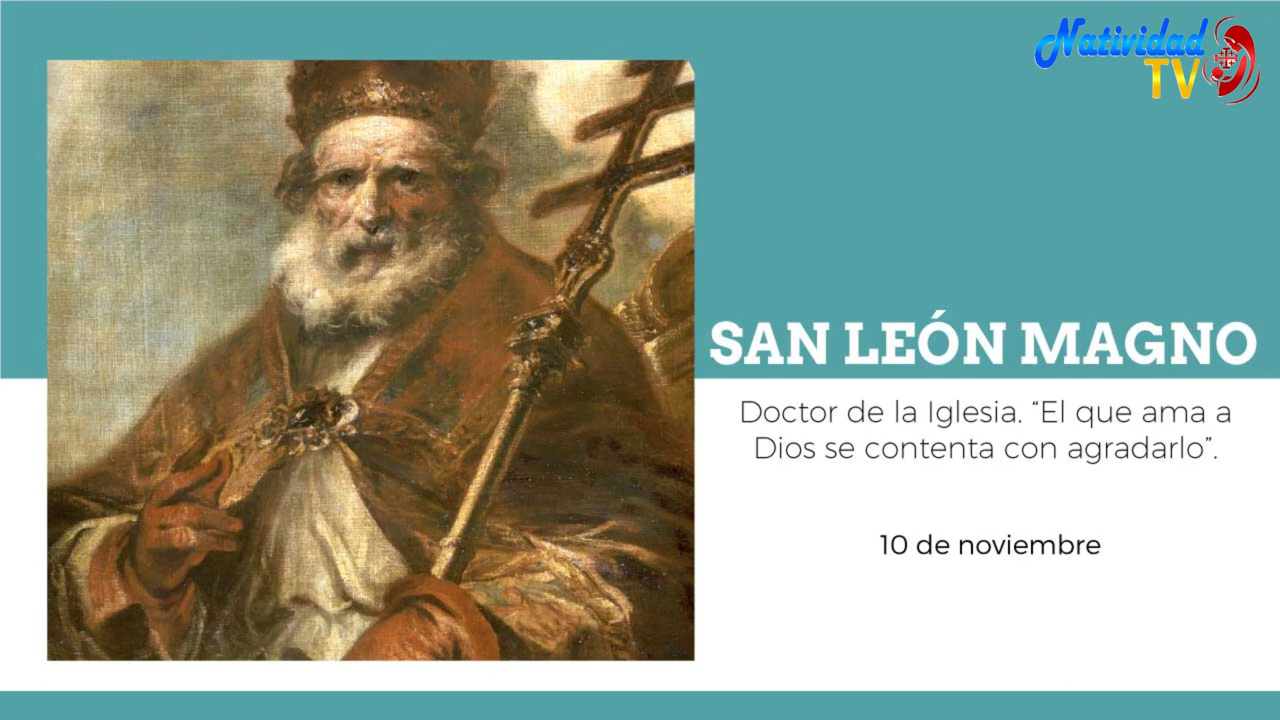 Natividad
TV
SAN LEÓN MAGNO
Doctor de la Iglesia. “El que ama a
Dios se contenta con agradarlo”.
10 de noviembre